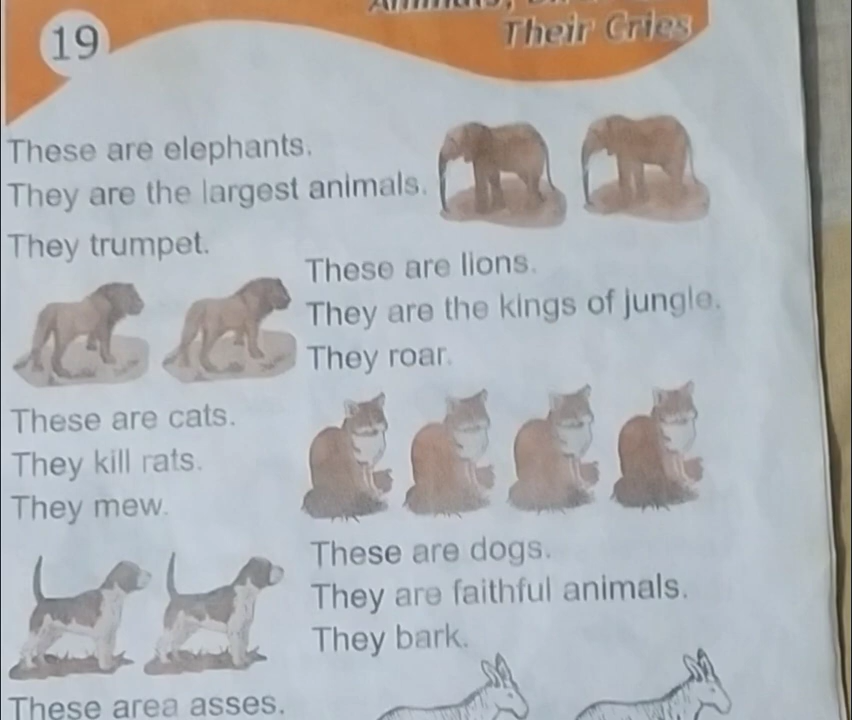 19
Their Cries
These are elephants.
They are the largest animals.
They trumpet.
These are lions.
They are the kings of jungle.
They roar.
These are cats.
They kill rats.
They mew.
These are dogs.
They are faithful animals.
They bark.
These area asses.